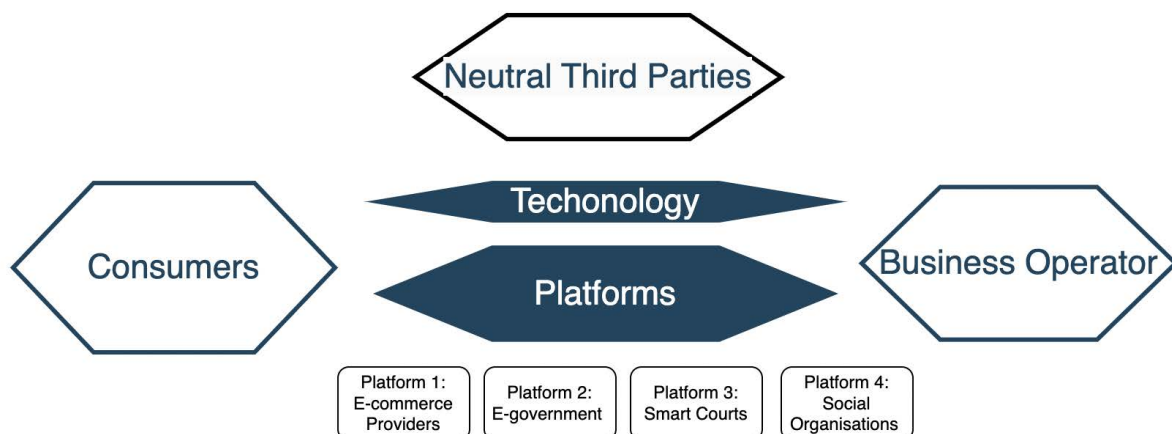 Neutral Third Parties
Techonology
Consumers
Platforms
Business Operator
Platform 1:
E-commerce
Providers
Platform 2:
E-government
Platform 3:
Smart Courts
Platform 4:
Social
Organisations